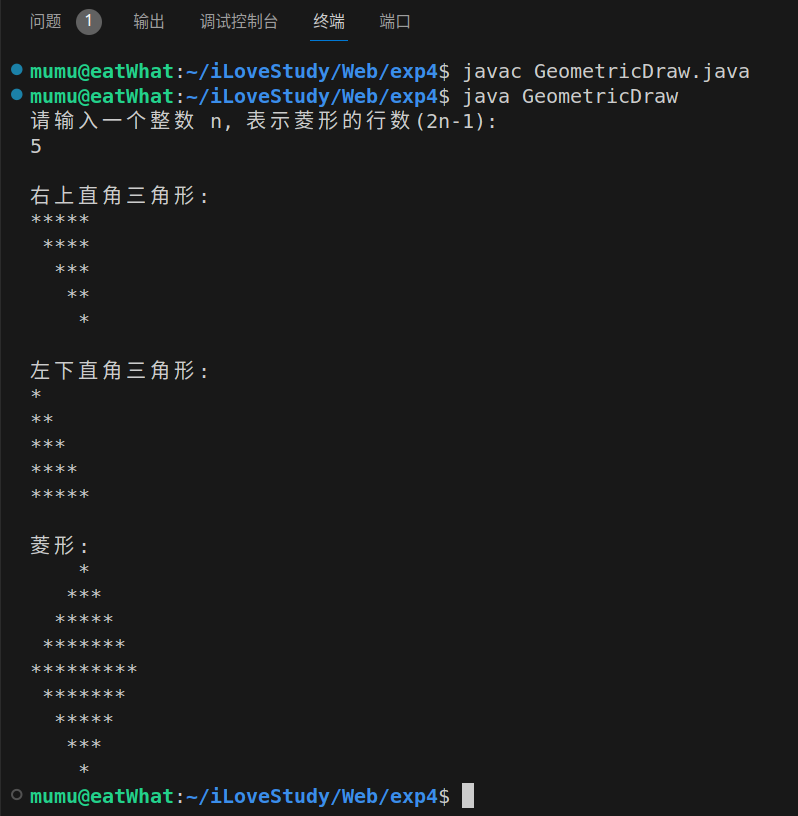 问题 1 输出 调试控制台 终端 端口
mumu@eatWhat:~/iLoveStudy/Web/exp4$ javac GeometricDraw.java
mumu@eatWhat:~/iLoveStudy/Web/exp4$ java GeometricDraw
请输入一个整数 n, 表示菱形的行数(2n-1):
5

右上直角三角形:
*****
 ****
  ***
   **
    *

左下直角三角形:
*
**
***
****
*****

菱形:
    *
   ***
  *****
 *******
*********
 *******
  *****
   ***
    *
mumu@eatWhat:~/iLoveStudy/Web/exp4$